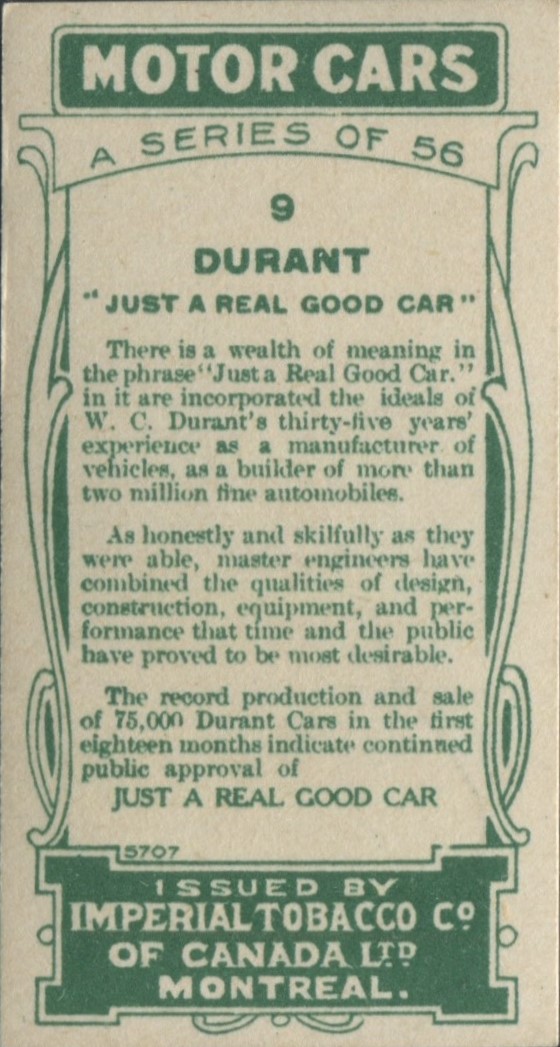 MOTOR CARS
A SERIES OF 56
9
DURANT
"JUST A REAL GOOD CAR"
There is a wealth of meaning in
the phrase "Just a Real Good Car."
in it are incorporated the ideals of
W. C. Durant's thirty-five years'
experience as a manufacturer of
vehicles, as a builder of more than
two million fine automobiles.
As honestly and skilfully as they
were able, master engineers have
combined the qualities of design,
construction, equipment, and per-
formance that time and the public
have proved to be most desirable.
The record production and sale
of 75,000 Durant Cars in the first
eighteen months indicate continued
public approval of
JUST A REAL GOOD CAR
5707
ISSUED BY
IMPERIAL TOBACCO Cº
OF CANADA LTD
MONTREAL.